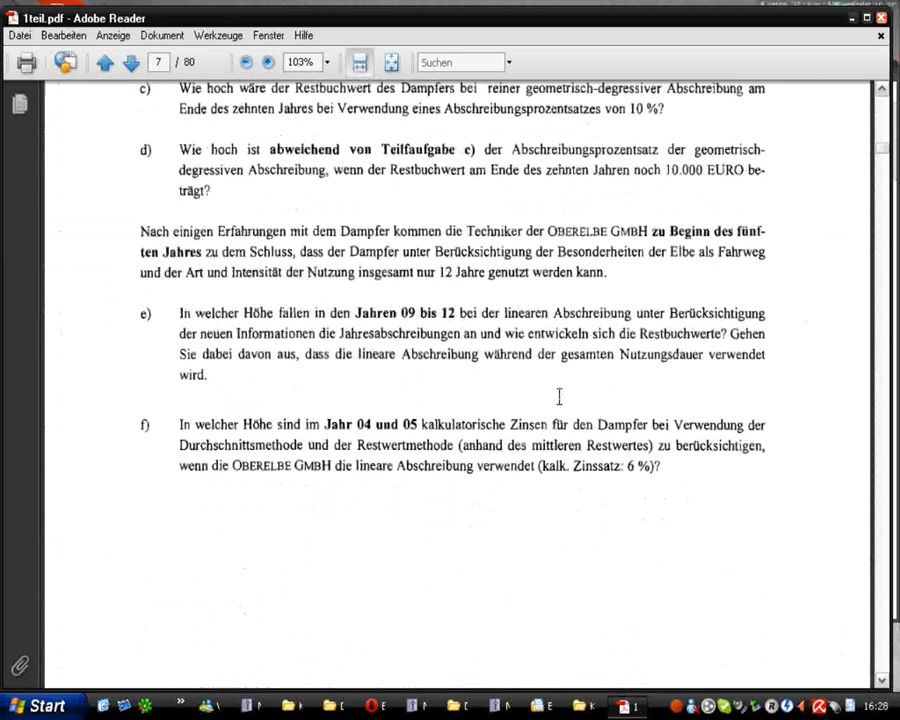 1teil.pdf - Adobe Reader
Datei Bearbeiten Anzeige Dokument Werkzeuge Fenster Hilfe
7 / 80 103% Suchen
c) Wie hoch wäre der Restbuchwert des Dampfers bei reiner geometrisch-degressiver Abschreibung am
Ende des zehnten Jahres bei Verwendung eines Abschreibungsprozentsatzes von 10 %?
d) Wie hoch ist abweichend von Teilfaufgabe c) der Abschreibungsprozentsatz der geometrisch-
degressiven Abschreibung, wenn der Restbuchwert am Ende des zehnten Jahren noch 10.000 EURO be-
trägt?
Nach einigen Erfahrungen mit dem Dampfer kommen die Techniker der OBERELBE GMBH zu Beginn des fünf-
ten Jahres zu dem Schluss, dass der Dampfer unter Berücksichtigung der Besonderheiten der Elbe als Fahrweg
und der Art und Intensität der Nutzung insgesamt nur 12 Jahre genutzt werden kann.
e) In welcher Höhe fallen in den Jahren 09 bis 12 bei der linearen Abschreibung unter Berücksichtigung
der neuen Informationen die Jahresabschreibungen an und wie entwickeln sich die Restbuchwerte? Gehen
Sie dabei davon aus, dass die lineare Abschreibung während der gesamten Nutzungsdauer verwendet
wird.
f) In welcher Höhe sind im Jahr 04 und 05 kalkulatorische Zinsen für den Dampfer bei Verwendung der
Durchschnittsmethode und der Restwertmethode (anhand des mittleren Restwertes) zu berücksichtigen,
wenn die OBERELBE GMBH die lineare Abschreibung verwendet (kalk. Zinssatz: 6 %)?
Start 1 16:28